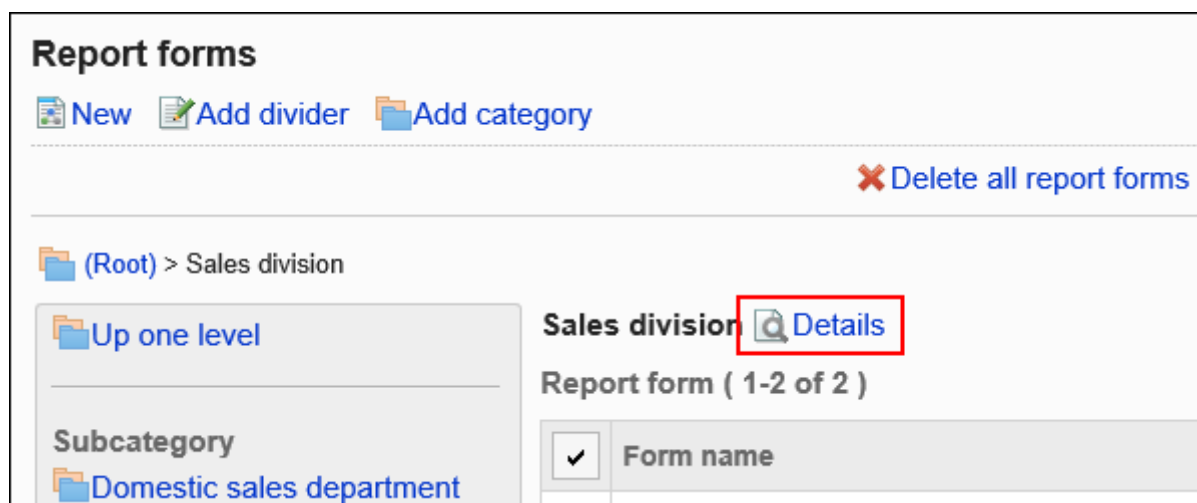 Report forms
New Add divider Add category
Delete all report forms
(Root) > Sales division
Up one level
Sales division Details
Report form ( 1-2 of 2 )
Subcategory
Form name
Domestic sales department